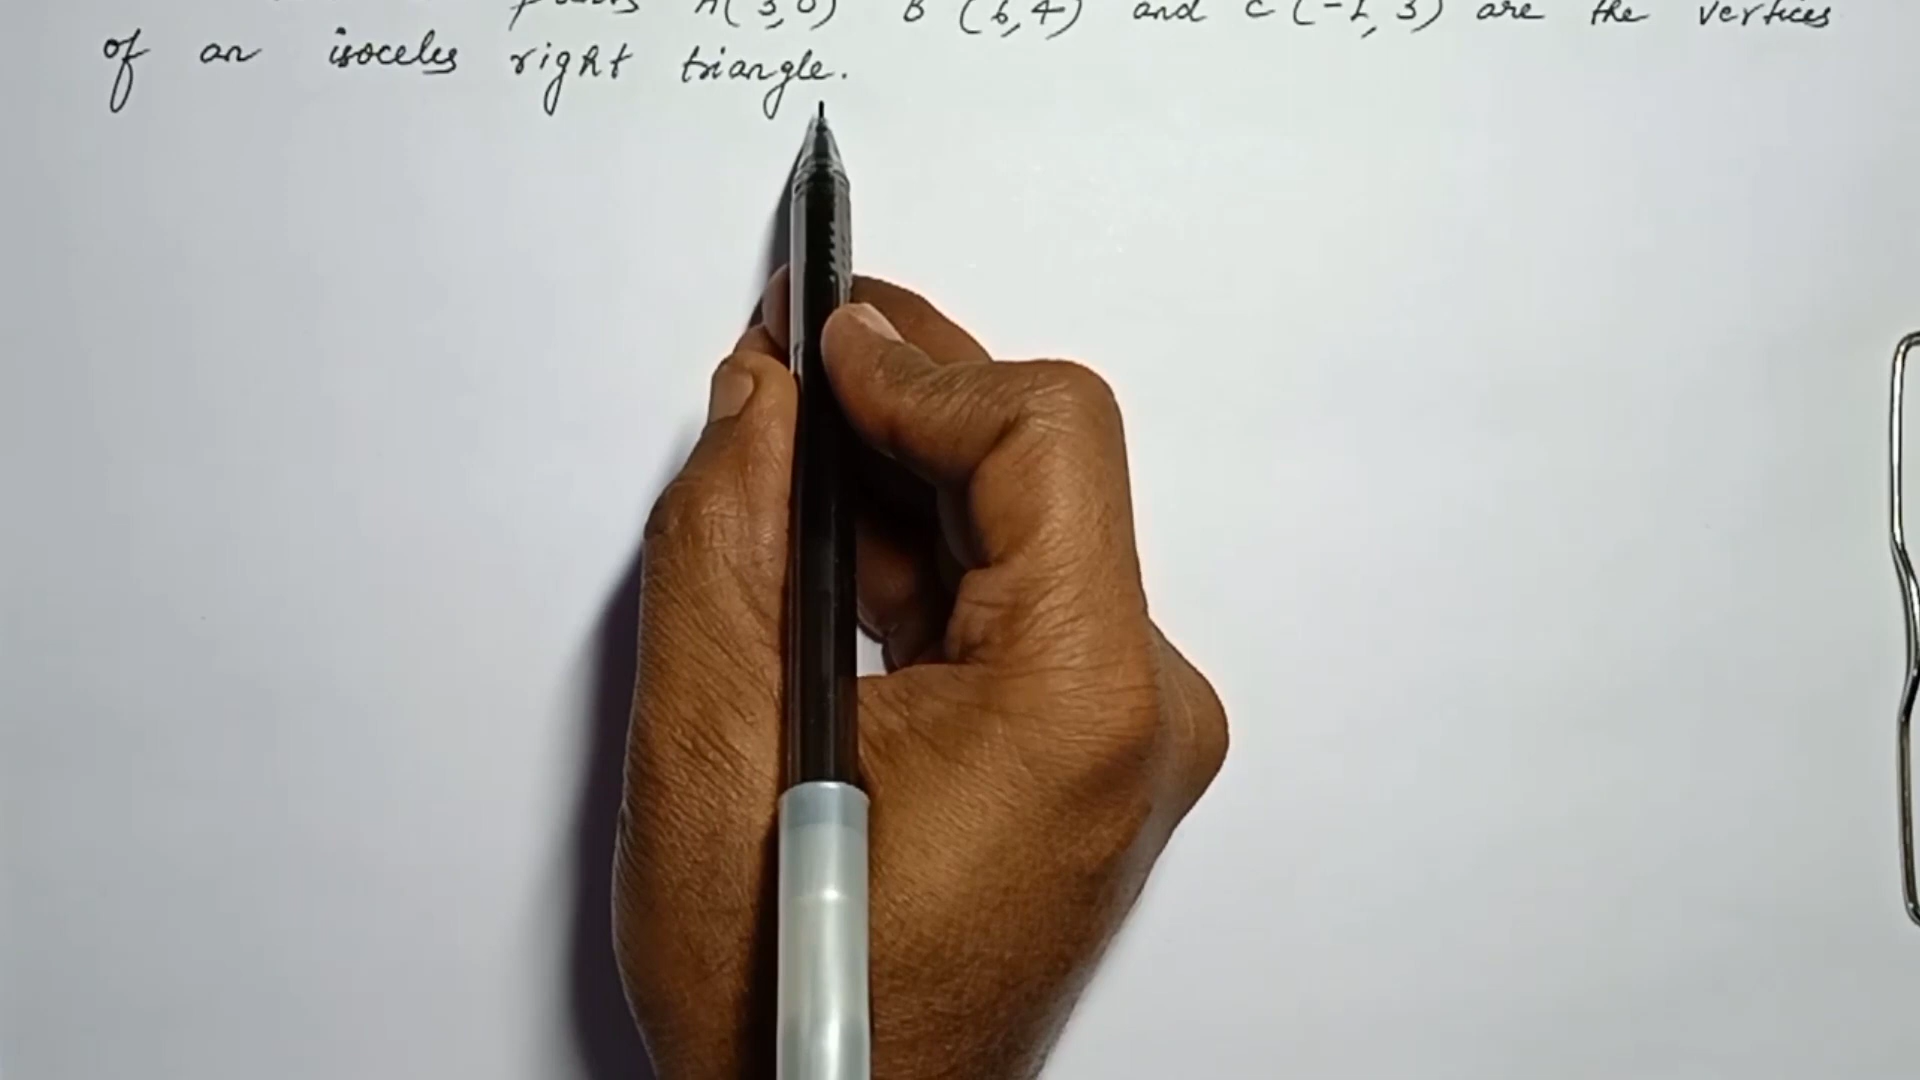 points A(3,0) B (6,4) and C (-1, 3) are the vertices
of an isoceles right triangle.